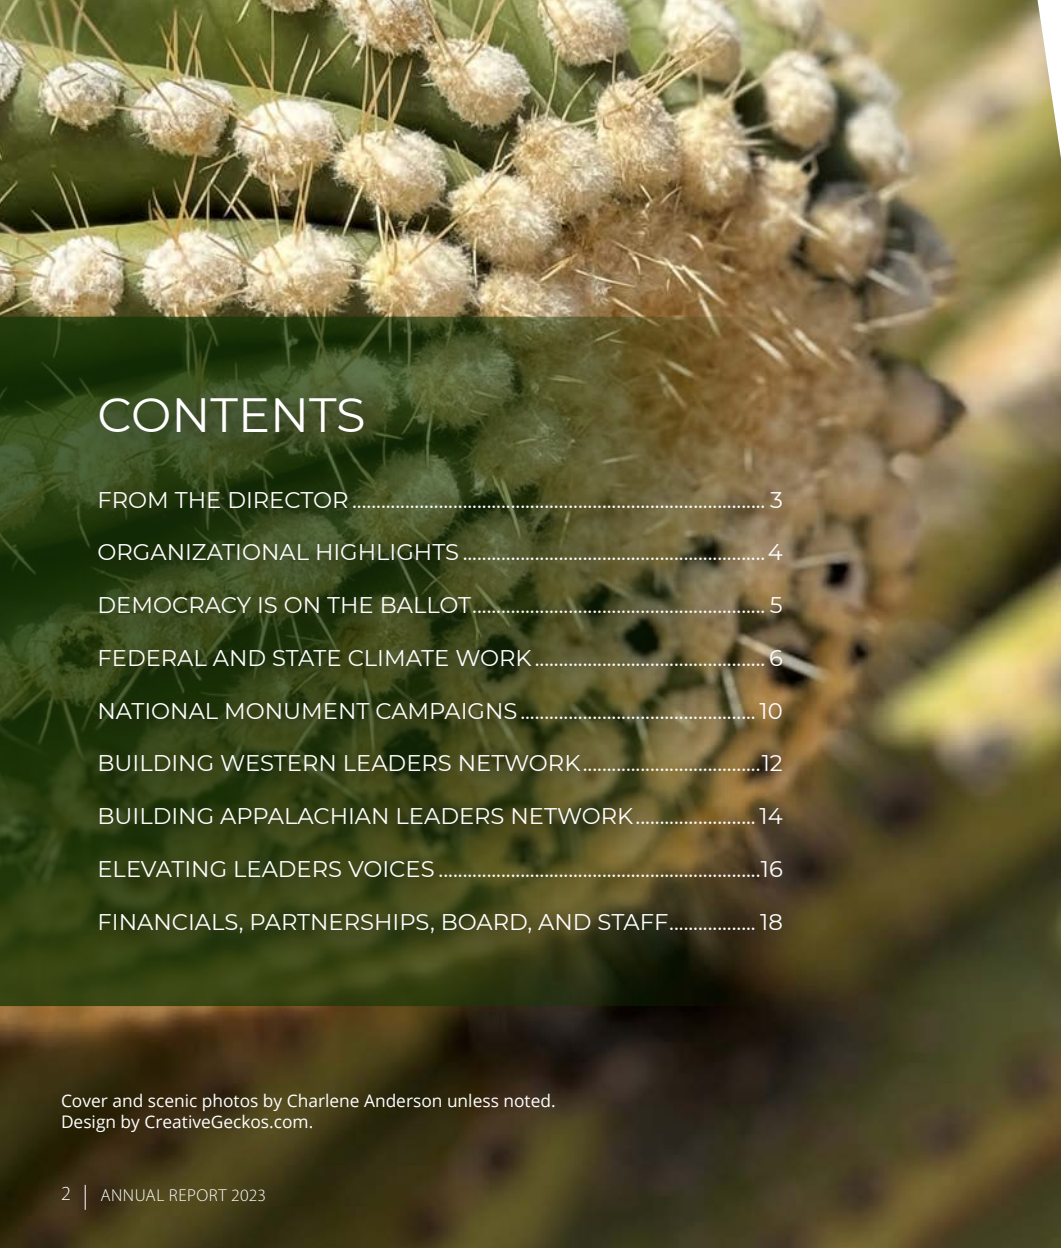 CONTENTS
FROM THE DIRECTOR ........................................................................................ 3
ORGANIZATIONAL HIGHLIGHTS ................................................................ 4
DEMOCRACY IS ON THE BALLOT.............................................................. 5
FEDERAL AND STATE CLIMATE WORK ................................................ 6
NATIONAL MONUMENT CAMPAIGNS ................................................. 10
BUILDING WESTERN LEADERS NETWORK......................................12
BUILDING APPALACHIAN LEADERS NETWORK......................... 14
ELEVATING LEADERS VOICES ....................................................................16
FINANCIALS, PARTNERSHIPS, BOARD, AND STAFF.................. 18
Cover and scenic photos by Charlene Anderson unless noted.
Design by CreativeGeckos.com.
2 | ANNUAL REPORT 2023